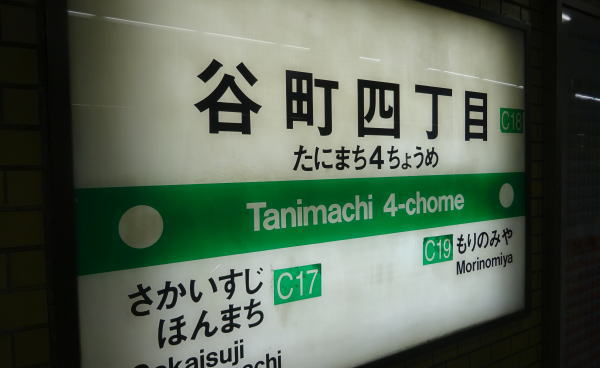 谷町四丁目 C18
たにまち4ちょうめ
Tanimachi 4-chome
C19 もりのみや
Morinomiya
さかいすじ C17
ほんまち